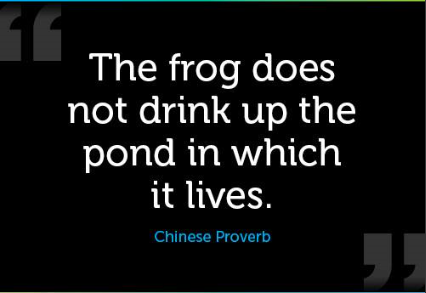 The frog does
not drink up the
pond in which
it lives.
Chinese Proverb